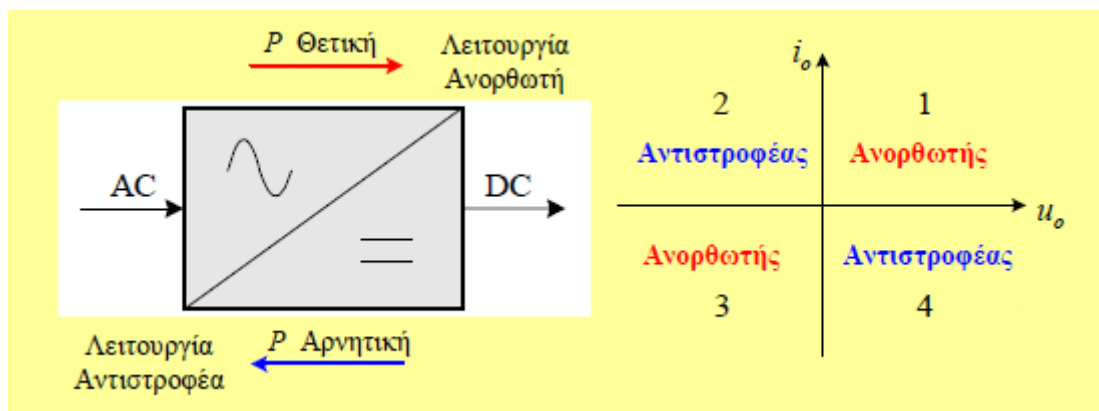 P Θετική
Λειτουργία
Ανορθωτή
AC
DC
P Αρνητική
Λειτουργία
Αντιστροφέα
i_o
2
1
Αντιστροφέας
Ανορθωτής
u_o
Ανορθωτής
Αντιστροφέας
3
4